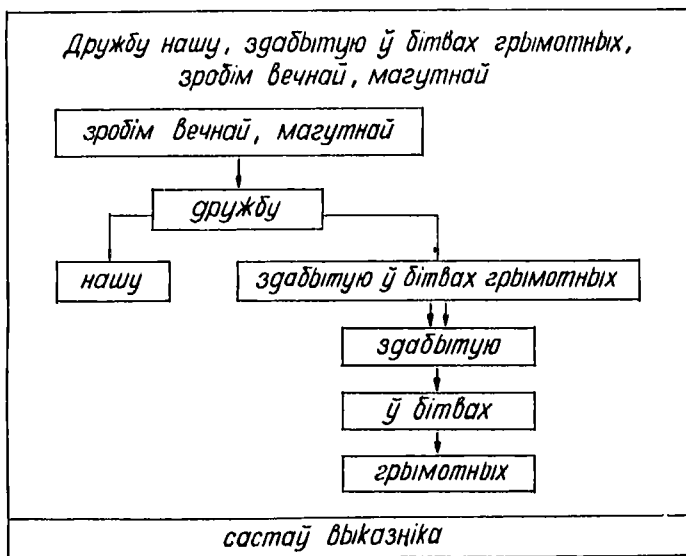 Дружбу нашу, здабытую ў бітвах грымотных,
зробім вечнай, магутнай
зробім вечнай, магутнай
дружбу
нашу
здабытую ў бітвах грымотных
здабытую
ў бітвах
грымотных
састаў выказніка